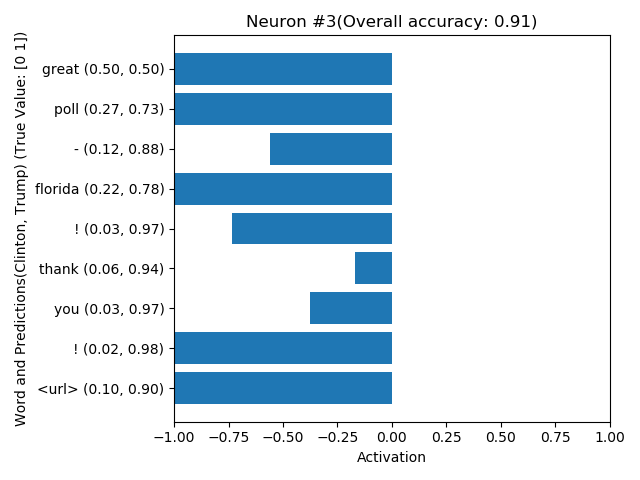 Neuron #3(Overall accuracy: 0.91)
Word and Predictions(Clinton, Trump) (True Value: [0 1])
great (0.50, 0.50)
poll (0.27, 0.73)
- (0.12, 0.88)
florida (0.22, 0.78)
! (0.03, 0.97)
thank (0.06, 0.94)
you (0.03, 0.97)
! (0.02, 0.98)
<url> (0.10, 0.90)
−1.00 −0.75 −0.50 −0.25 0.00 0.25 0.50 0.75 1.00
Activation